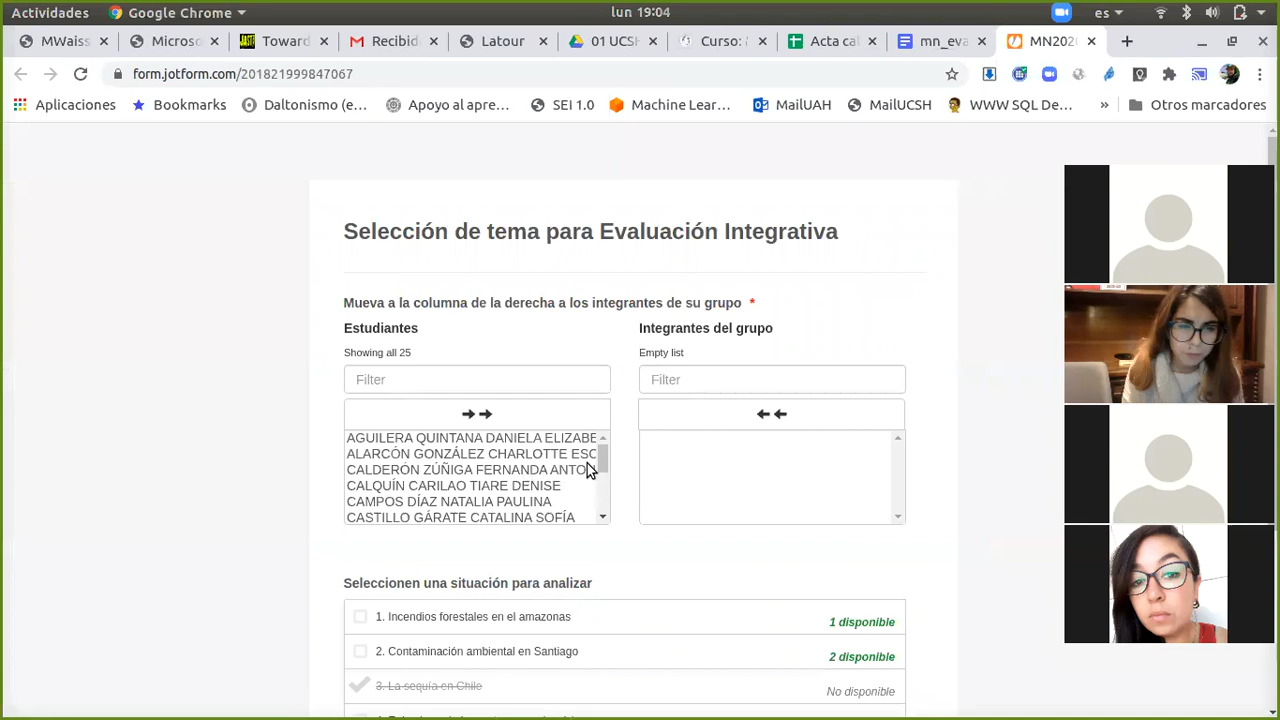 Actividades Google Chrome lun 19:04 es
MWaiss Microso Toward Recibid Latour 01 UCSH Curso: Acta cal mn_eva MN202
form.jotform.com/201821999847067
Aplicaciones Bookmarks Daltonismo (e... Apoyo al apre... SEI 1.0 Machine Lear... MailUAH MailUCSH WWW SQL De... » Otros marcadores
Selección de tema para Evaluación Integrativa
Mueva a la columna de la derecha a los integrantes de su grupo *
Estudiantes Integrantes del grupo
Showing all 25 Empty list
Filter Filter
AGUILERA QUINTANA DANIELA ELIZABE
ALARCÓN GONZÁLEZ CHARLOTTE ESC
CALDERÓN ZÚÑIGA FERNANDA ANTON
CALQUÍN CARILAO TIARE DENISE
CAMPOS DÍAZ NATALIA PAULINA
CASTILLO GÁRATE CATALINA SOFÍA
Seleccionen una situación para analizar
1. Incendios forestales en el amazonas 1 disponible
2. Contaminación ambiental en Santiago 2 disponible
3. La sequía en Chile No disponible